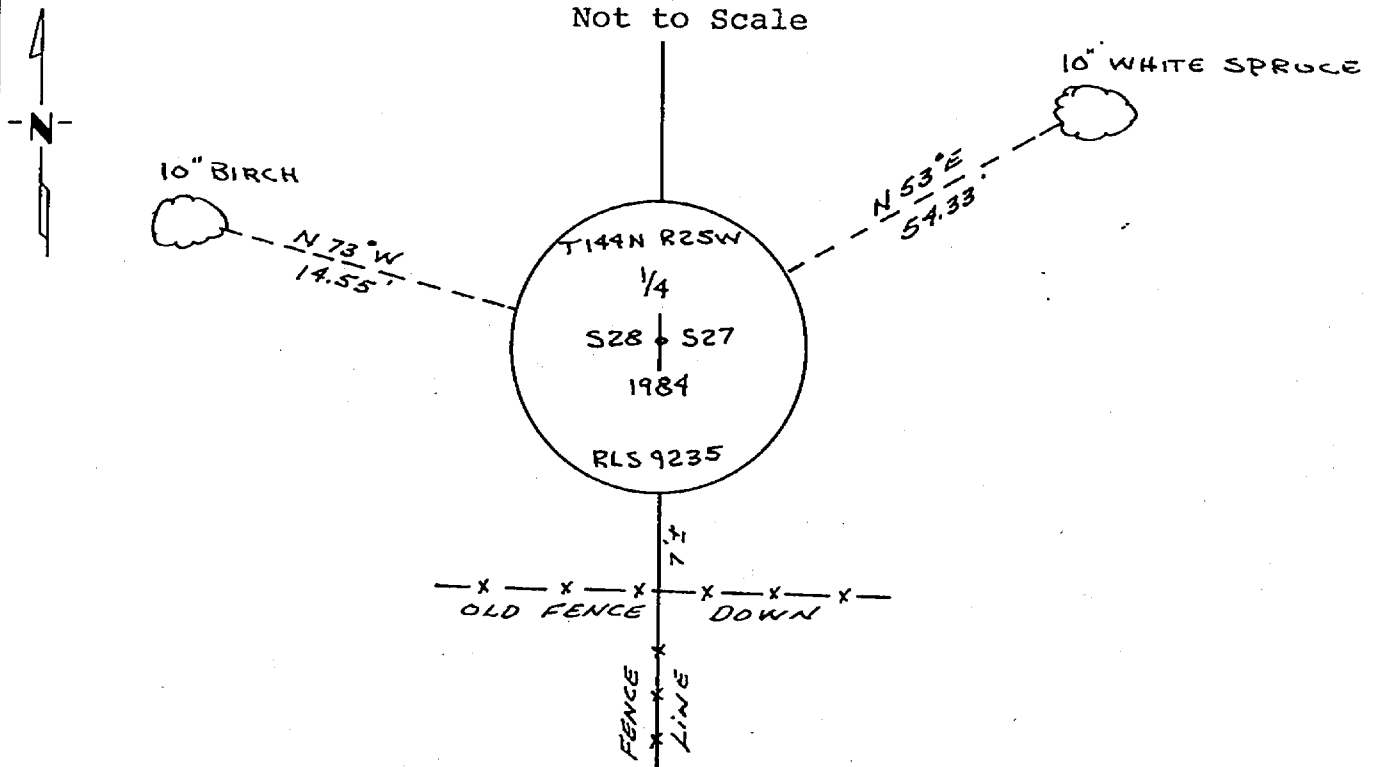 Not to Scale
N
10" WHITE SPRUCE
10" BIRCH
N 53°E
54.33'
N 73°W
14.55'
T144N R25W
1/4
S28 S27
1984
RLS 9235
7'±
OLD FENCE DOWN
FENCE LINE